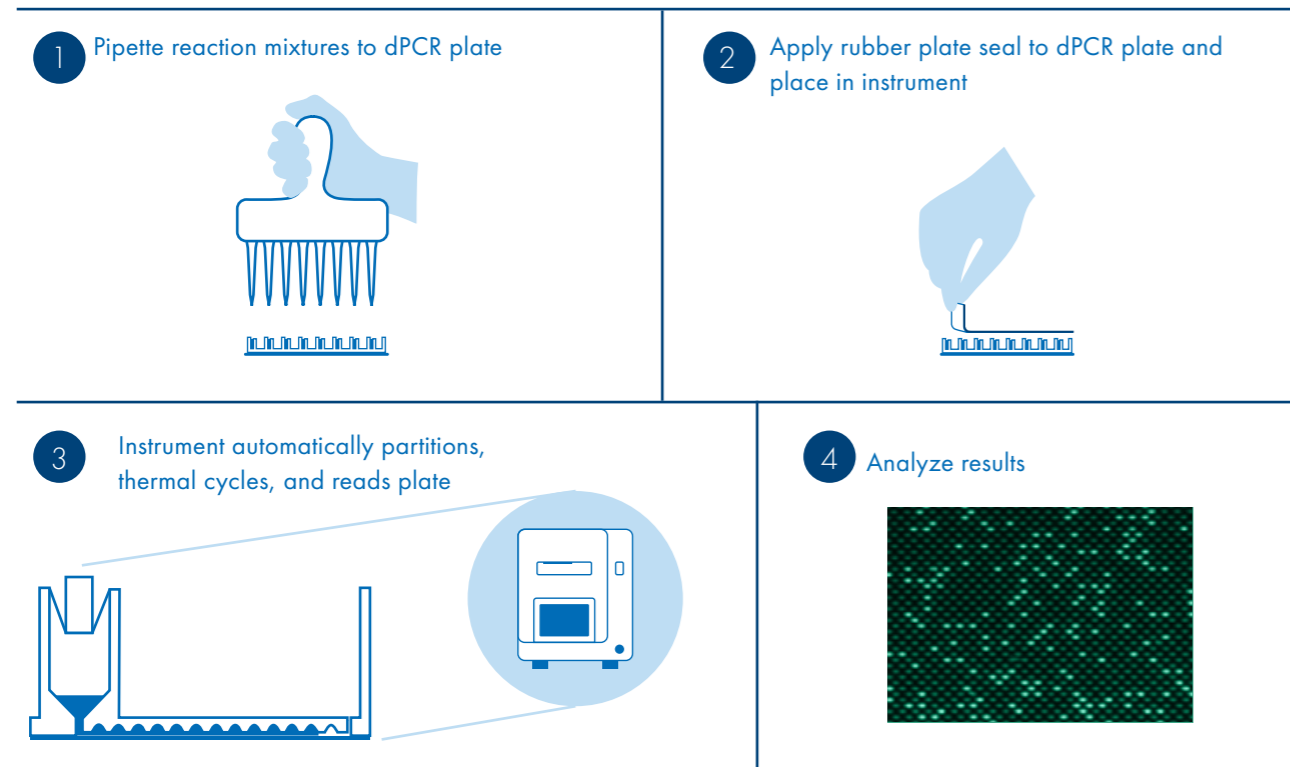 1
Pipette reaction mixtures to dPCR plate
2
Apply rubber plate seal to dPCR plate and
place in instrument
3
Instrument automatically partitions,
thermal cycles, and reads plate
4
Analyze results